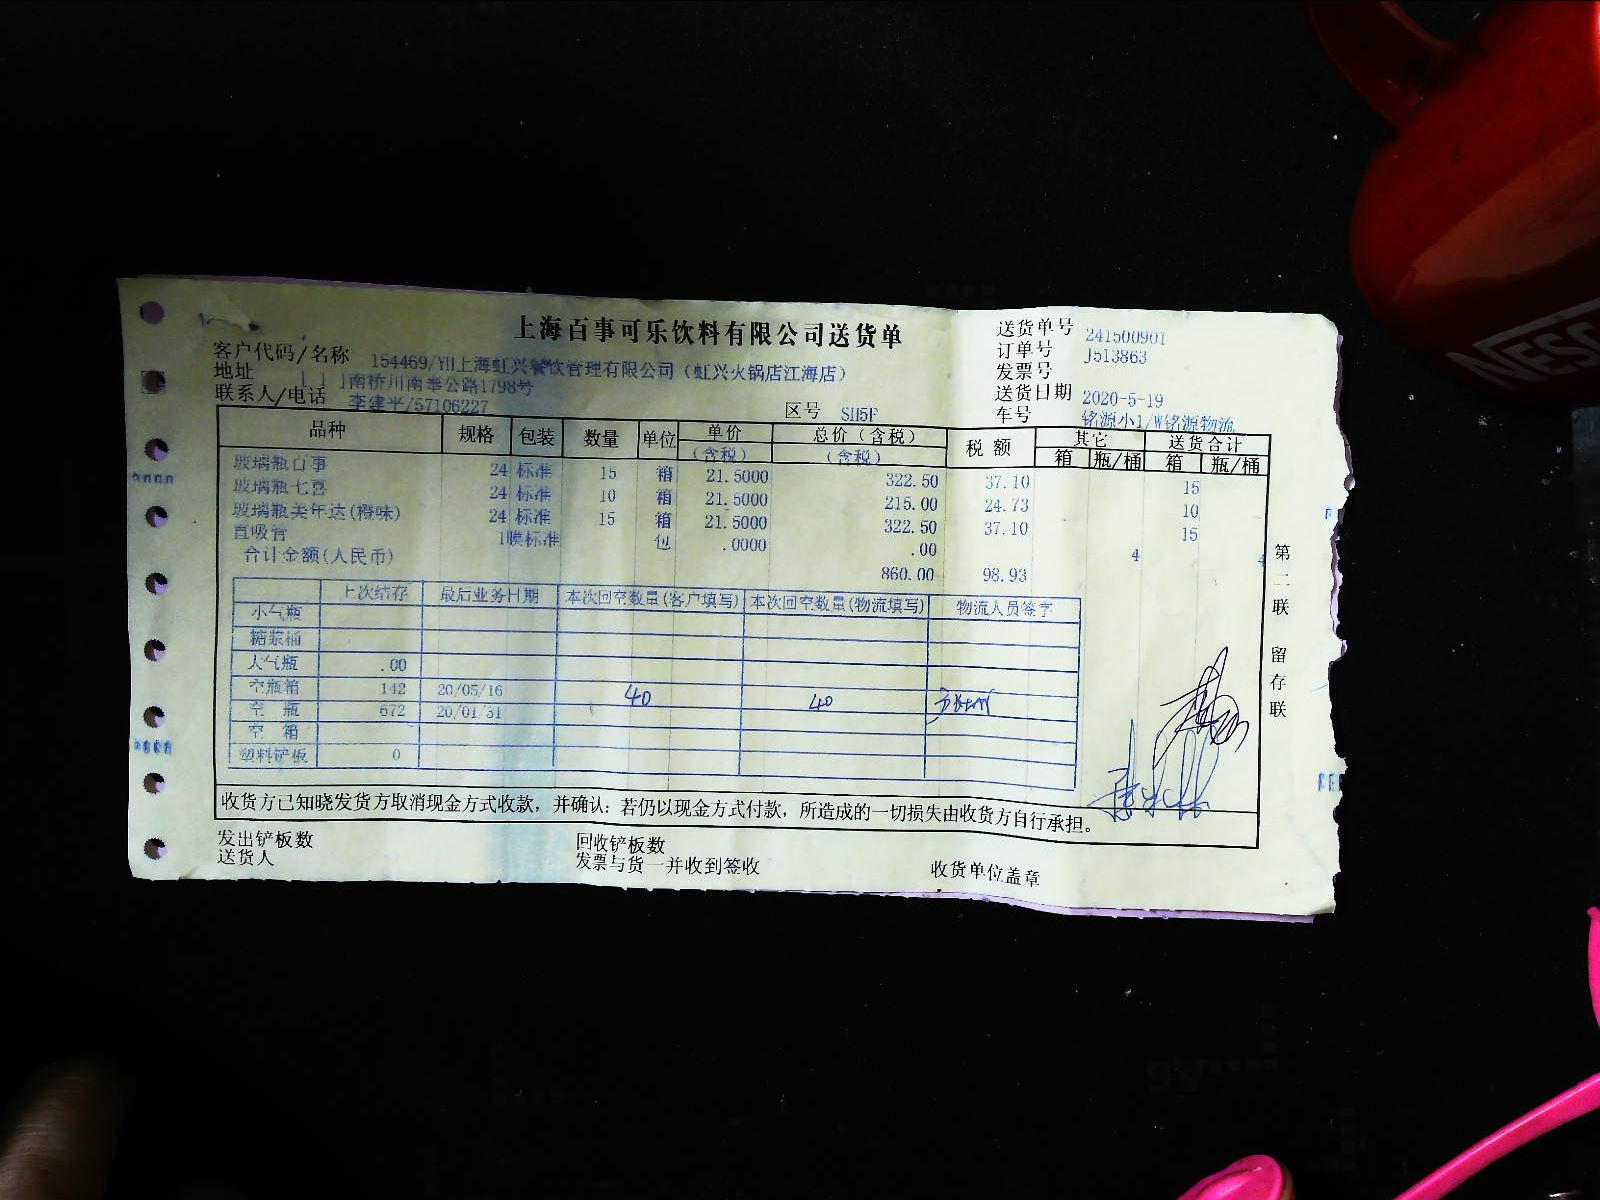 上海百事可乐饮料有限公司送货单
送货单号 241500901
客户代码/名称 154469/YH上海虹兴餐饮管理有限公司（虹兴火锅店江海店）
订单号 J513863
地址 南桥川南奉公路1798号
发票号
联系人/电话 李建平/57106227
区号 SH5F
送货日期 2020-5-19
车号 铭源小1/W铭源物流
品种 规格 包装 数量 单位 单价（含税） 总价（含税） 税额 其它 送货合计
箱 瓶/桶 箱 瓶/桶
玻璃瓶百事 24 标准 15 箱 21.5000 322.50 37.10 15
玻璃瓶七喜 24 标准 10 箱 21.5000 215.00 24.73 10
玻璃瓶美年达(橙味) 24 标准 15 箱 21.5000 322.50 37.10 15
直吸管 1膜标准 包 .0000 .00 4 4
合计金额(人民币) 860.00 98.93
上次结存 最后业务日期 本次回空数量(客户填写) 本次回空数量(物流填写) 物流人员签字
小气瓶
糖浆桶
大气瓶 .00
空瓶箱 142 20/05/16 40 40
空 瓶 672 20/01/31
空 箱
塑料铲板 0
收货方已知晓发货方取消现金方式收款，并确认：若仍以现金方式付款，所造成的一切损失由收货方自行承担。
发出铲板数 回收铲板数
送货人 发票与货一并收到签收 收货单位盖章
第二联 留存联
NESC